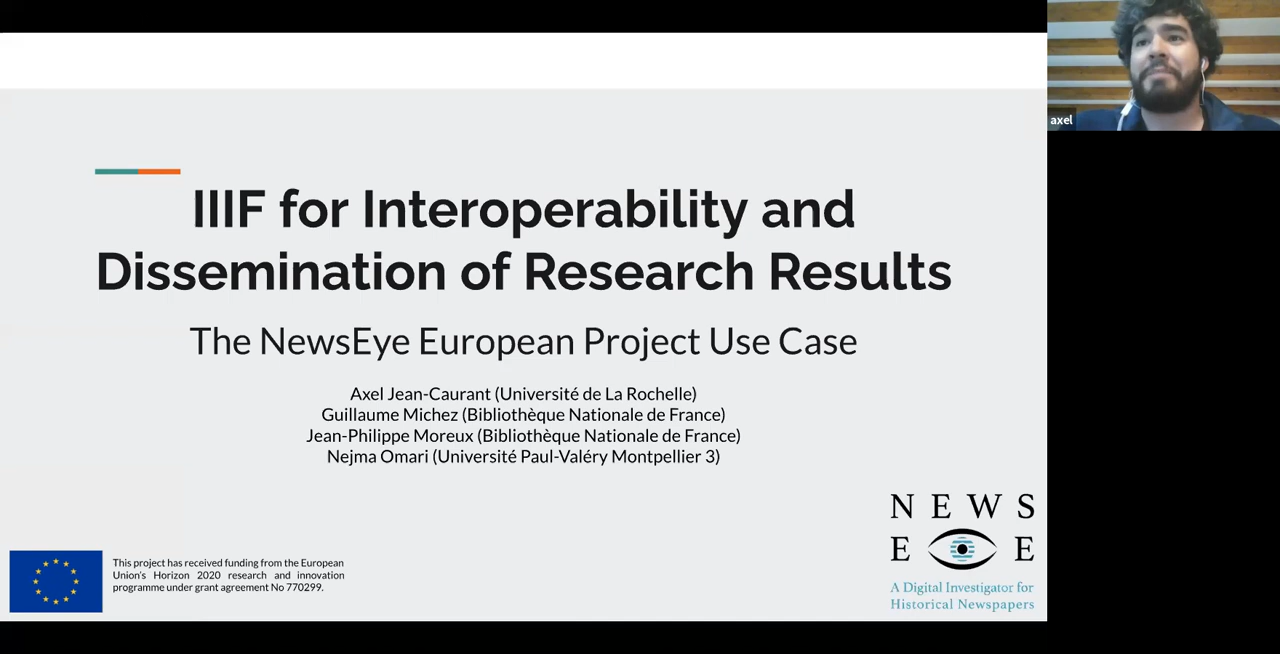 axel
IIIF for Interoperability and
Dissemination of Research Results
The NewsEye European Project Use Case
Axel Jean-Caurant (Université de La Rochelle)
Guillaume Michez (Bibliothèque Nationale de France)
Jean-Philippe Moreux (Bibliothèque Nationale de France)
Nejma Omari (Université Paul-Valéry Montpellier 3)
This project has received funding from the European
Union's Horizon 2020 research and innovation
programme under grant agreement No 770299.
N E W S
E E
A Digital Investigator for
Historical Newspapers